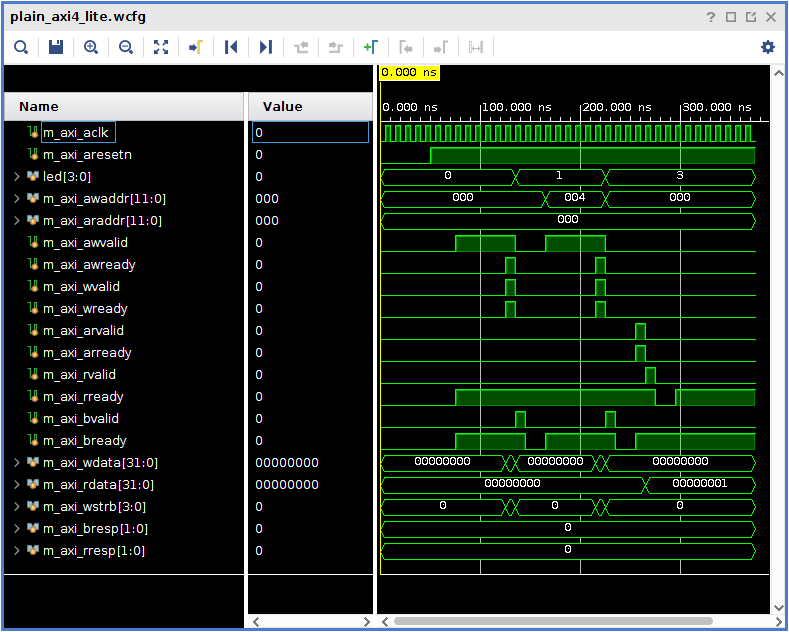 plain_axi4_lite.wcfg
0.000 ns
Name Value 0.000 ns 100.000 ns 200.000 ns 300.000 ns
m_axi_aclk 0
m_axi_aresetn 0
led[3:0] 0 0 1 3
m_axi_awaddr[11:0] 000 000 004 000
m_axi_araddr[11:0] 000 000
m_axi_awvalid 0
m_axi_awready 0
m_axi_wvalid 0
m_axi_wready 0
m_axi_arvalid 0
m_axi_arready 0
m_axi_rvalid 0
m_axi_rready 0
m_axi_bvalid 0
m_axi_bready 0
m_axi_wdata[31:0] 00000000 00000000 00000000 00000000
m_axi_rdata[31:0] 00000000 00000000 00000001
m_axi_wstrb[3:0] 0 0 0 0
m_axi_bresp[1:0] 0 0
m_axi_rresp[1:0] 0 0